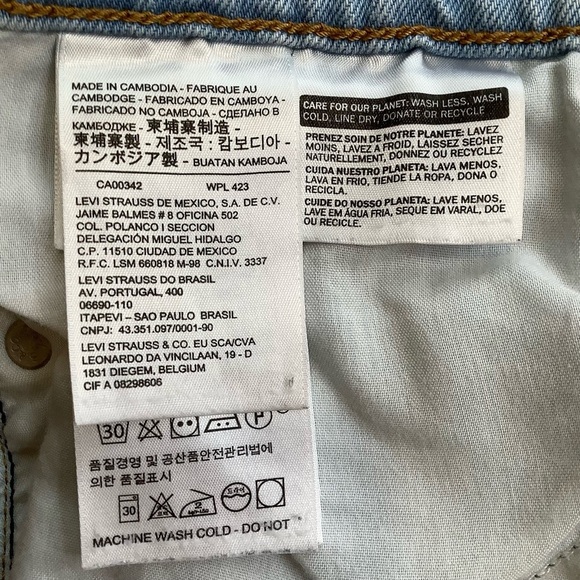 MADE IN CAMBODIA - FABRIQUE AU
CAMBODGE - FABRICADO EN CAMBOYA -
FABRICADO NO CAMBOJA - СДЕЛАНО В
КАМБОДЖЕ - 柬埔寨制造 -
柬埔寨製 - 제조국 : 캄보디아 -
カンボジア製 - BUATAN KAMBOJA
CA00342 WPL 423
LEVI STRAUSS DE MEXICO, S.A. DE C.V.
JAIME BALMES # 8 OFICINA 502
COL. POLANCO I SECCION
DELEGACIÓN MIGUEL HIDALGO
C.P. 11510 CIUDAD DE MEXICO
R.F.C. LSM 660818 M-98 C.N.I.V. 3337
LEVI STRAUSS DO BRASIL
AV. PORTUGAL, 400
06690-110
ITAPEVI – SAO PAULO BRASIL
CNPJ: 43.351.097/0001-90
LEVI STRAUSS & CO. EU SCA/CVA
LEONARDO DA VINCILAAN, 19 - D
1831 DIEGEM, BELGIUM
CIF A 08298606
CARE FOR OUR PLANET: WASH LESS, WASH
COLD, LINE DRY, DONATE OR RECYCLE
PRENEZ SOIN DE NOTRE PLANETE: LAVEZ
MOINS, LAVEZ A FROID, LAISSEZ SECHER
NATURELLEMENT, DONNEZ OU RECYCLEZ.
CUIDA NUESTRO PLANETA: LAVA MENOS,
LAVA EN FRIO, TIENDE LA ROPA, DONA O
RECICLA.
CUIDE DO NOSSO PLANETA: LAVE MENOS,
LAVE EM ÁGUA FRIA, SEQUE EM VARAL, DOE
OU RECICLE.
30 P
품질경영 및 공산품안전관리법에
의한 품질표시
30 2 드라이
MACHINE WASH COLD - DO NOT